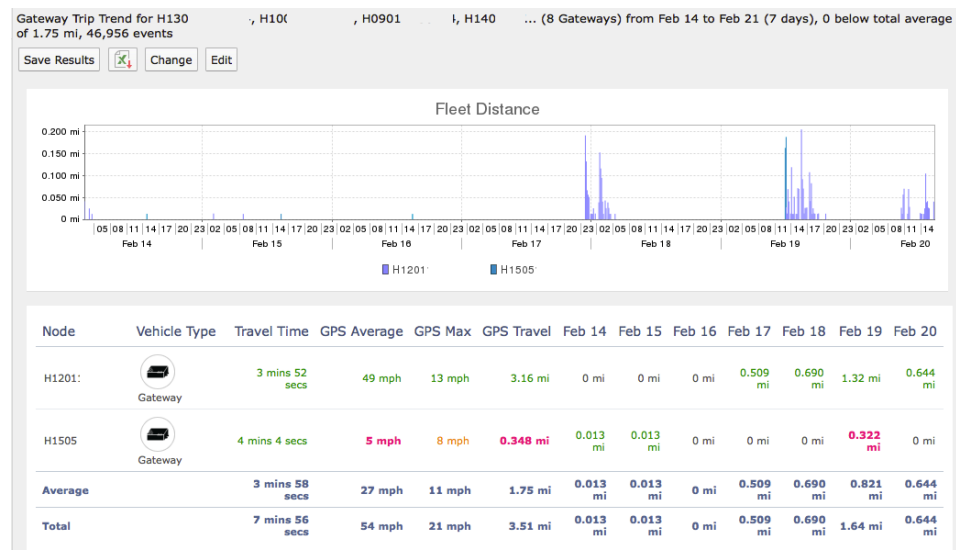 Gateway Trip Trend for H130 , H10( , H0901 , H140 ... (8 Gateways) from Feb 14 to Feb 21 (7 days), 0 below total average
of 1.75 mi, 46,956 events
Save Results Change Edit
Fleet Distance
0.200 mi
0.150 mi
0.100 mi
0.050 mi
0 mi
05 08 11 14 17 20 23 02 05 08 11 14 17 20 23 02 05 08 11 14 17 20 23 02 05 08 11 14 17 20 23 02 05 08 11 14 17 20 23 02 05 08 11 14 17 20 23 02 05 08 11 14
Feb 14 Feb 15 Feb 16 Feb 17 Feb 18 Feb 19 Feb 20
H1201 H1505
Node Vehicle Type Travel Time GPS Average GPS Max GPS Travel Feb 14 Feb 15 Feb 16 Feb 17 Feb 18 Feb 19 Feb 20
H1201: Gateway 3 mins 52 secs 49 mph 13 mph 3.16 mi 0 mi 0 mi 0 mi 0.509 mi 0.690 mi 1.32 mi 0.644 mi
H1505 Gateway 4 mins 4 secs 5 mph 8 mph 0.348 mi 0.013 mi 0.013 mi 0 mi 0 mi 0 mi 0.322 mi 0 mi
Average 3 mins 58 secs 27 mph 11 mph 1.75 mi 0.013 mi 0.013 mi 0 mi 0.509 mi 0.690 mi 0.821 mi 0.644 mi
Total 7 mins 56 secs 54 mph 21 mph 3.51 mi 0.013 mi 0.013 mi 0 mi 0.509 mi 0.690 mi 1.64 mi 0.644 mi